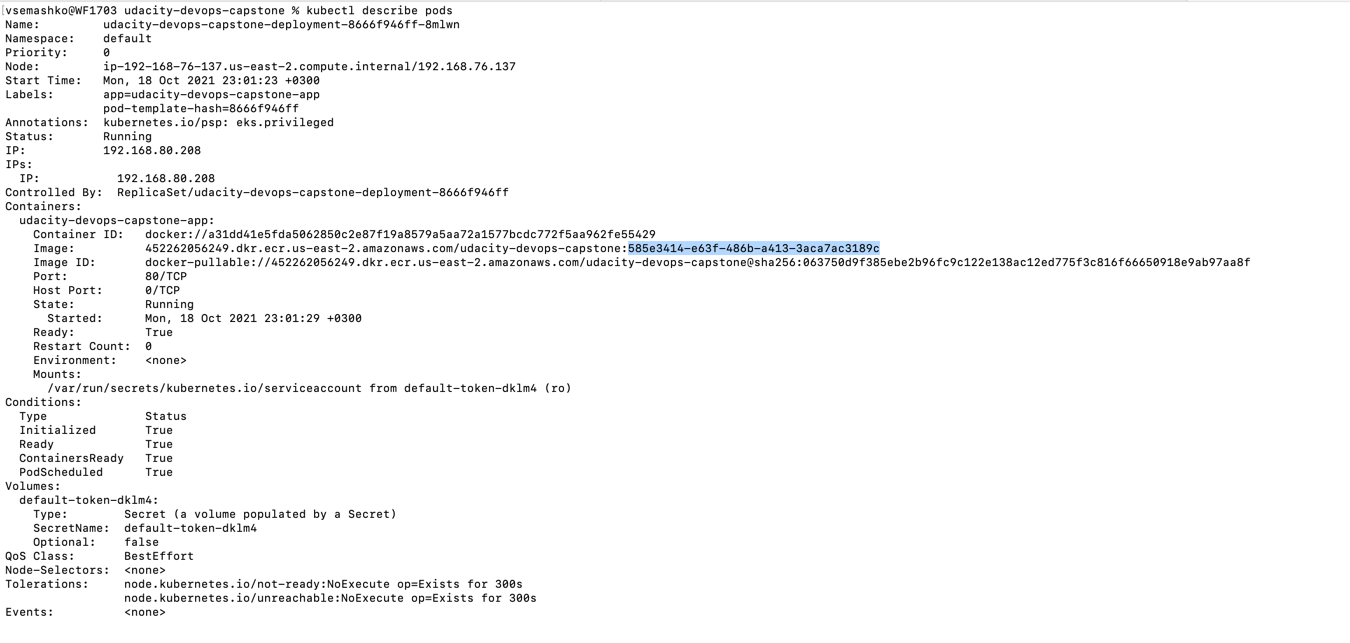 [vsemashko@WF1703 udacity-devops-capstone % kubectl describe pods
Name:         udacity-devops-capstone-deployment-8666f946ff-8mlwn
Namespace:    default
Priority:     0
Node:         ip-192-168-76-137.us-east-2.compute.internal/192.168.76.137
Start Time:   Mon, 18 Oct 2021 23:01:23 +0300
Labels:       app=udacity-devops-capstone-app
              pod-template-hash=8666f946ff
Annotations:  kubernetes.io/psp: eks.privileged
Status:       Running
IP:           192.168.80.208
IPs:
  IP:           192.168.80.208
Controlled By:  ReplicaSet/udacity-devops-capstone-deployment-8666f946ff
Containers:
  udacity-devops-capstone-app:
    Container ID:   docker://a31dd41e5fda5062850c2e87f19a8579a5aa72a1577bcdc772f5aa962fe55429
    Image:          452262056249.dkr.ecr.us-east-2.amazonaws.com/udacity-devops-capstone:585e3414-e63f-486b-a413-3aca7ac3189c
    Image ID:       docker-pullable://452262056249.dkr.ecr.us-east-2.amazonaws.com/udacity-devops-capstone@sha256:063750d9f385ebe2b96fc9c122e138ac12ed775f3c816f66650918e9ab97aa8f
    Port:           80/TCP
    Host Port:      0/TCP
    State:          Running
      Started:      Mon, 18 Oct 2021 23:01:29 +0300
    Ready:          True
    Restart Count:  0
    Environment:    <none>
    Mounts:
      /var/run/secrets/kubernetes.io/serviceaccount from default-token-dklm4 (ro)
Conditions:
  Type              Status
  Initialized       True
  Ready             True
  ContainersReady   True
  PodScheduled      True
Volumes:
  default-token-dklm4:
    Type:        Secret (a volume populated by a Secret)
    SecretName:  default-token-dklm4
    Optional:    false
QoS Class:       BestEffort
Node-Selectors:  <none>
Tolerations:     node.kubernetes.io/not-ready:NoExecute op=Exists for 300s
                 node.kubernetes.io/unreachable:NoExecute op=Exists for 300s
Events:          <none>